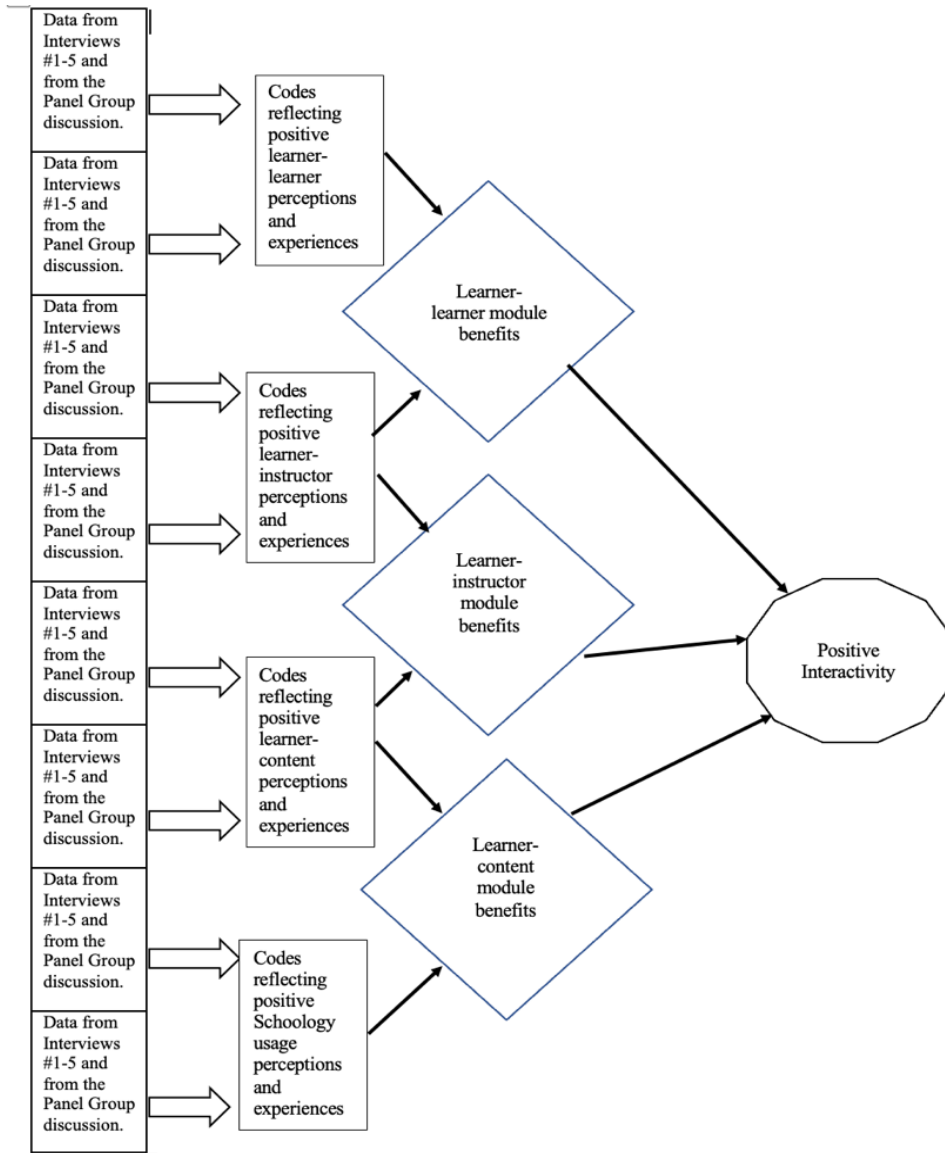 Data from
Interviews
#1-5 and
from the
Panel Group
discussion.
Data from
Interviews
#1-5 and
from the
Panel Group
discussion.
Data from
Interviews
#1-5 and
from the
Panel Group
discussion.
Data from
Interviews
#1-5 and
from the
Panel Group
discussion.
Data from
Interviews
#1-5 and
from the
Panel Group
discussion.
Data from
Interviews
#1-5 and
from the
Panel Group
discussion.
Data from
Interviews
#1-5 and
from the
Panel Group
discussion.
Data from
Interviews
#1-5 and
from the
Panel Group
discussion.
Codes
reflecting
positive
learner-
learner
perceptions
and
experiences
Codes
reflecting
positive
learner-
instructor
perceptions
and
experiences
Codes
reflecting
positive
learner-
content
perceptions
and
experiences
Codes
reflecting
positive
Schoology
usage
perceptions
and
experiences
Learner-
learner module
benefits
Learner-
instructor
module
benefits
Learner-
content
module
benefits
Positive
Interactivity